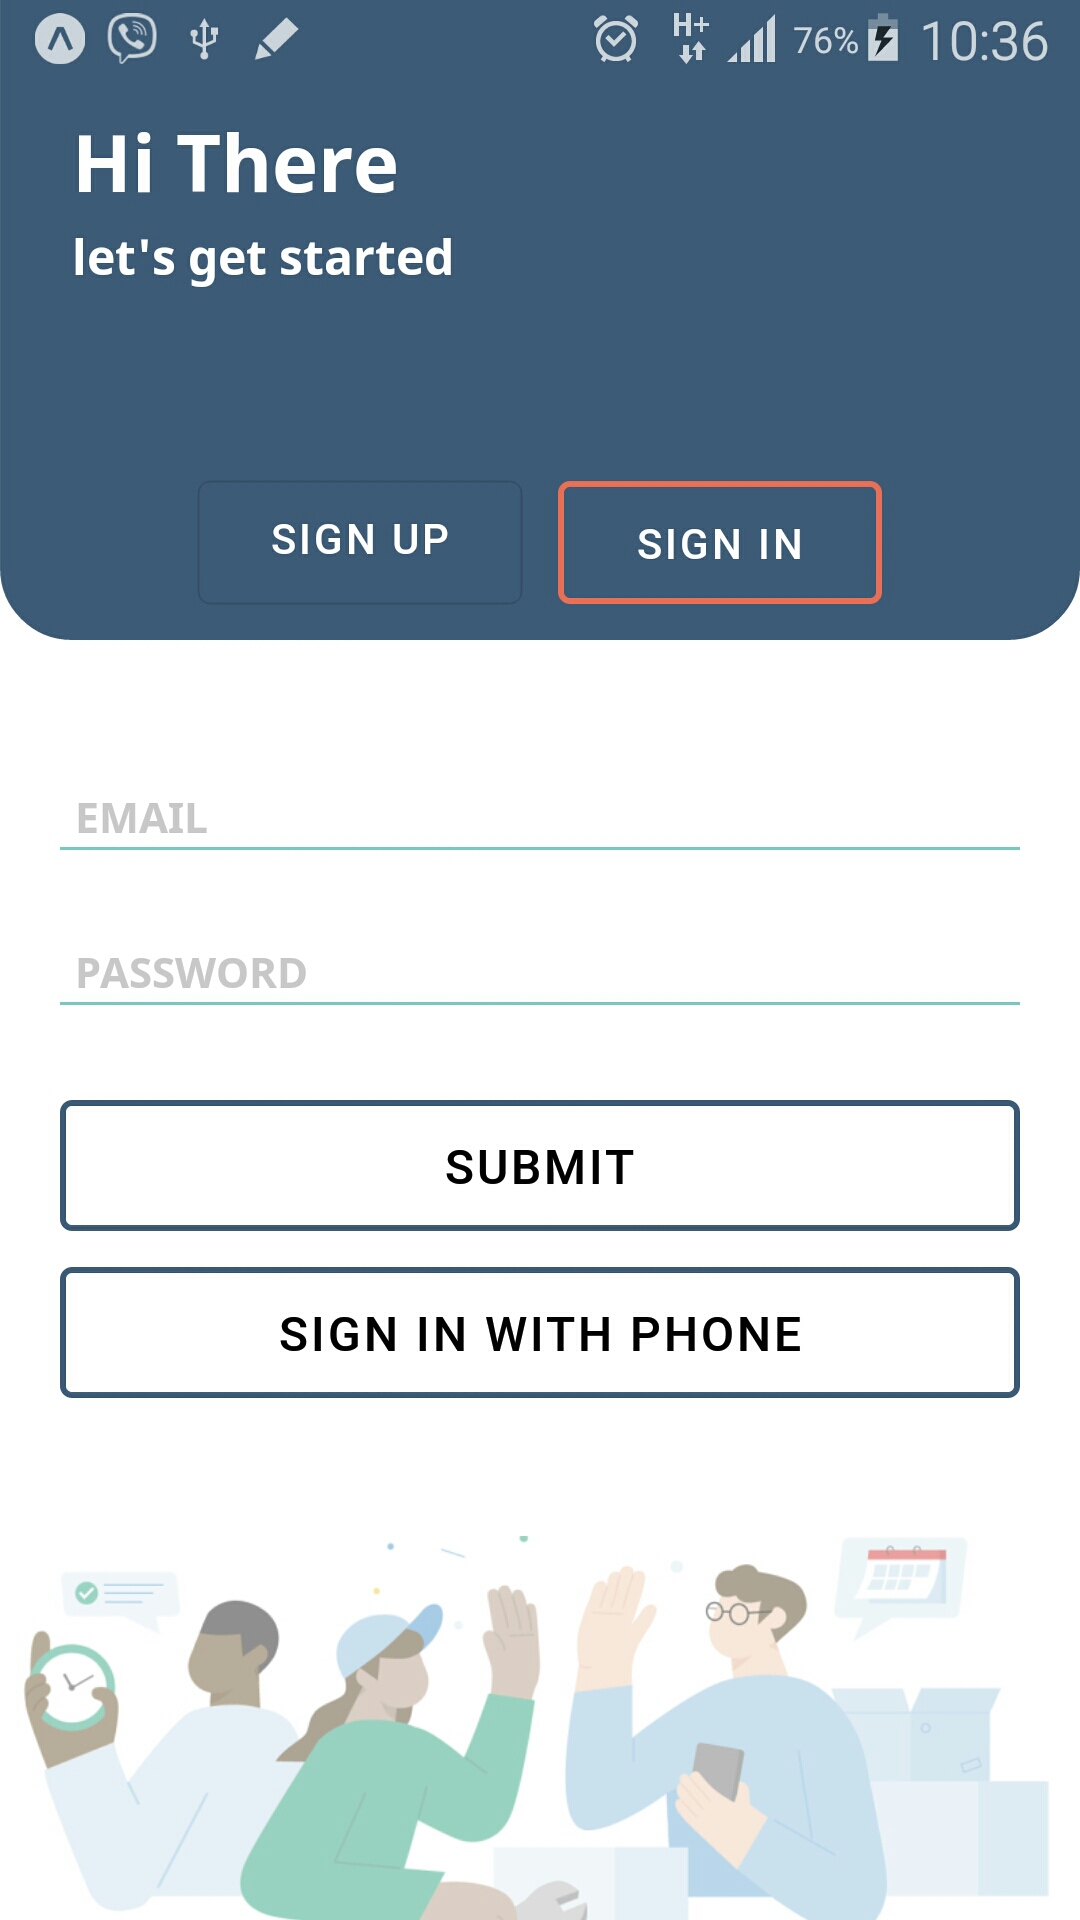 H+ 76% 10:36
Hi There
let's get started
SIGN UP SIGN IN
EMAIL
PASSWORD
SUBMIT
SIGN IN WITH PHONE